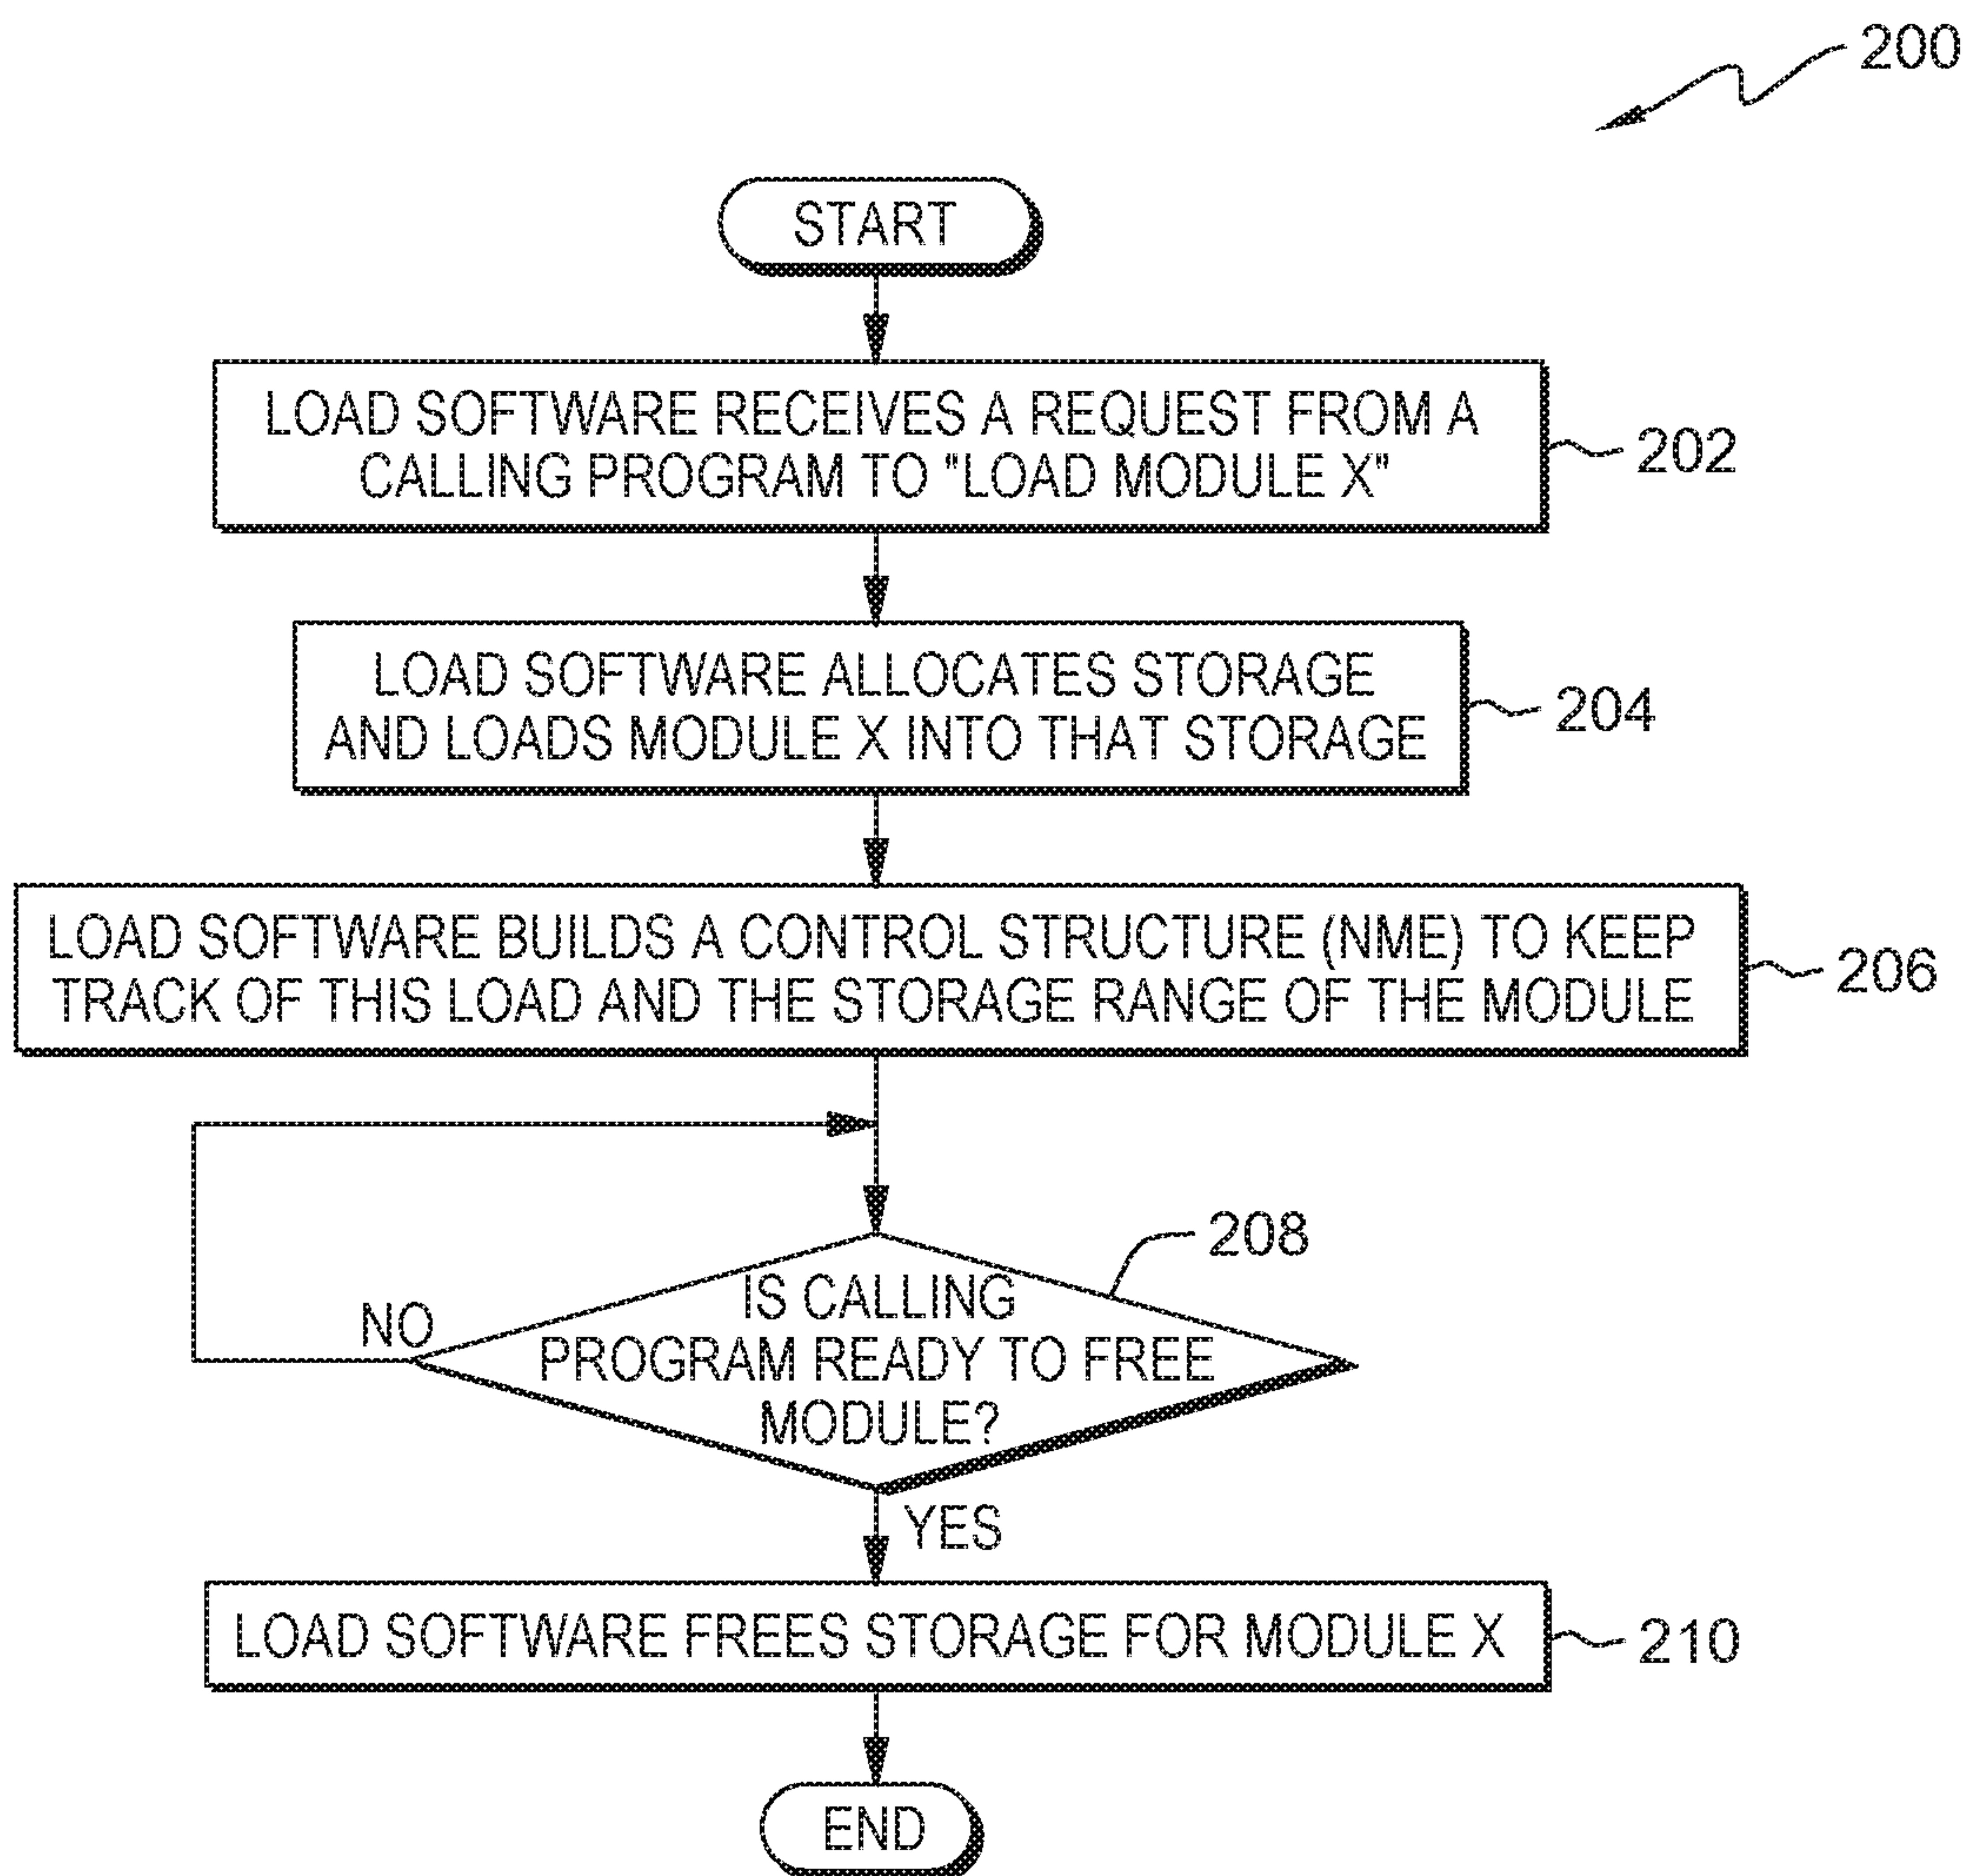 200
START
LOAD SOFTWARE RECEIVES A REQUEST FROM A
CALLING PROGRAM TO "LOAD MODULE X"
202
LOAD SOFTWARE ALLOCATES STORAGE
AND LOADS MODULE X INTO THAT STORAGE
204
LOAD SOFTWARE BUILDS A CONTROL STRUCTURE (NME) TO KEEP
TRACK OF THIS LOAD AND THE STORAGE RANGE OF THE MODULE
206
208
IS CALLING
PROGRAM READY TO FREE
MODULE?
NO
YES
LOAD SOFTWARE FREES STORAGE FOR MODULE X
210
END